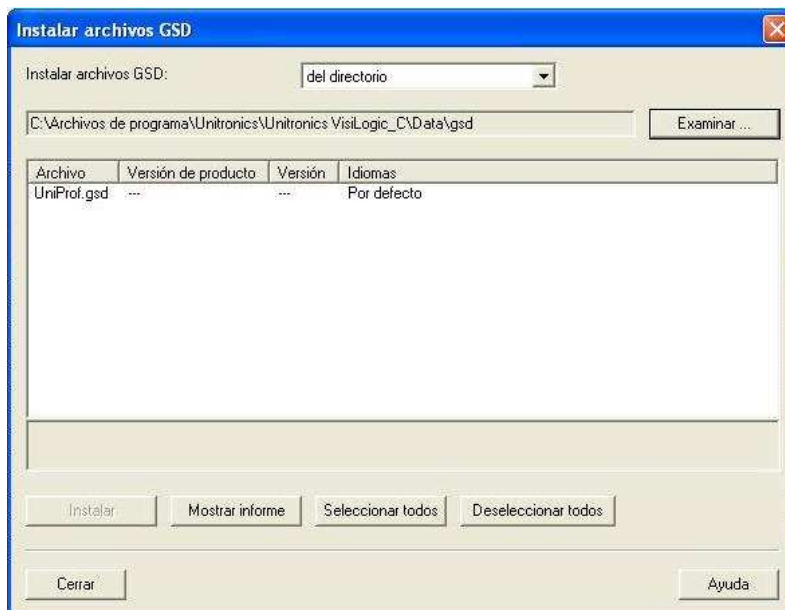 Instalar archivos GSD
Instalar archivos GSD: del directorio
C:\Archivos de programa\Unitronics\Unitronics VisiLogic_C\Data\gsd Examinar ...
Archivo Versión de producto Versión Idiomas
UniProf.gsd --- --- Por defecto
Instalar Mostrar informe Seleccionar todos Deseleccionar todos
Cerrar Ayuda